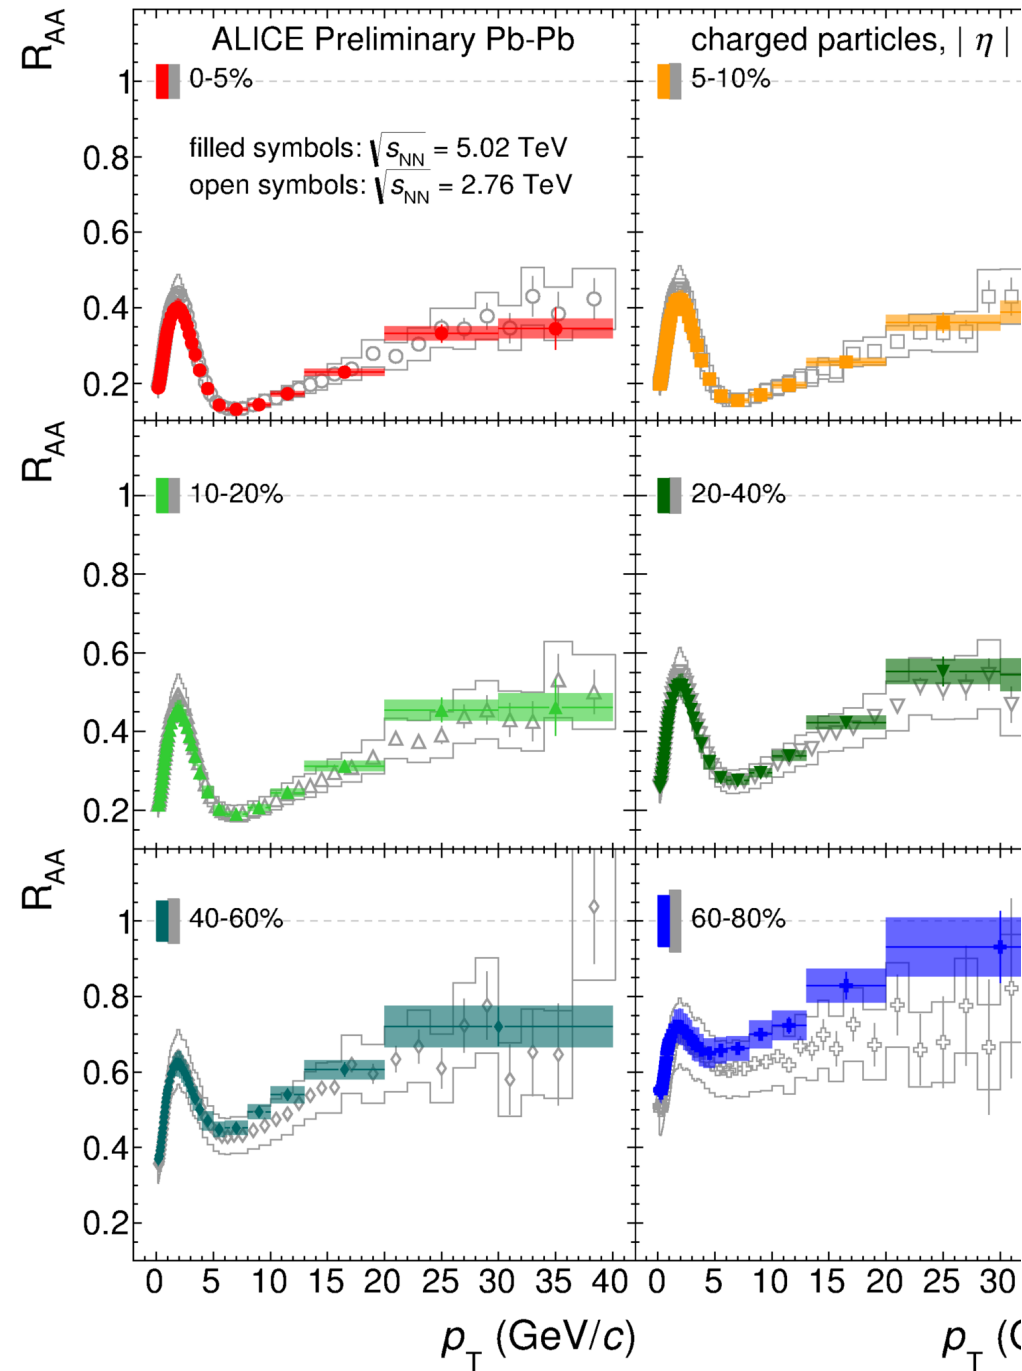 R_AA
ALICE Preliminary Pb-Pb
charged particles, | η |
1
0-5%
5-10%
filled symbols: √s_NN = 5.02 TeV
open symbols: √s_NN = 2.76 TeV
0.8
0.6
0.4
0.2
R_AA
1
10-20%
20-40%
0.8
0.6
0.4
0.2
R_AA
1
40-60%
60-80%
0.8
0.6
0.4
0.2
0 5 10 15 20 25 30 35 40
0 5 10 15 20 25 30
p_T (GeV/c)
p_T (